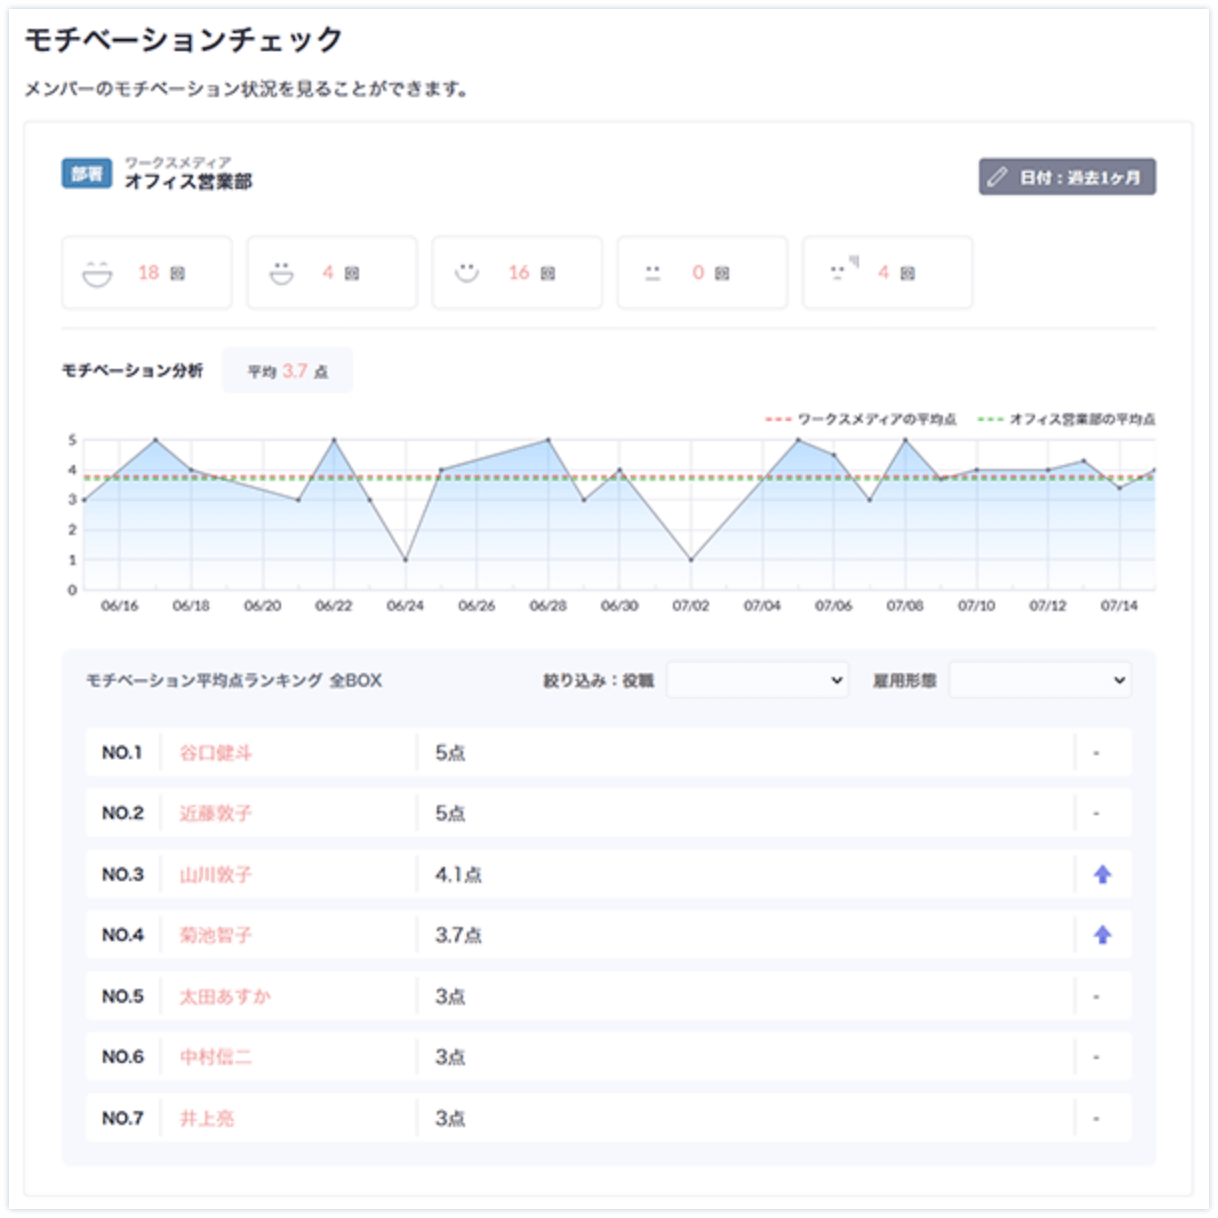 モチベーションチェック
メンバーのモチベーション状況を見ることができます。
部署
ワークスメディア
オフィス営業部
日付：過去1ヶ月
18 回
4 回
16 回
0 回
4 回
モチベーション分析
平均 3.7 点
ワークスメディアの平均点
オフィス営業部の平均点
5
4
3
2
1
0
06/16 06/18 06/20 06/22 06/24 06/26 06/28 06/30 07/02 07/04 07/06 07/08 07/10 07/12 07/14
モチベーション平均点ランキング 全BOX
絞り込み：役職
雇用形態
NO.1 谷口健斗 5点 -
NO.2 近藤敦子 5点 -
NO.3 山川敦子 4.1点
NO.4 菊池智子 3.7点
NO.5 太田あすか 3点 -
NO.6 中村信二 3点 -
NO.7 井上亮 3点 -